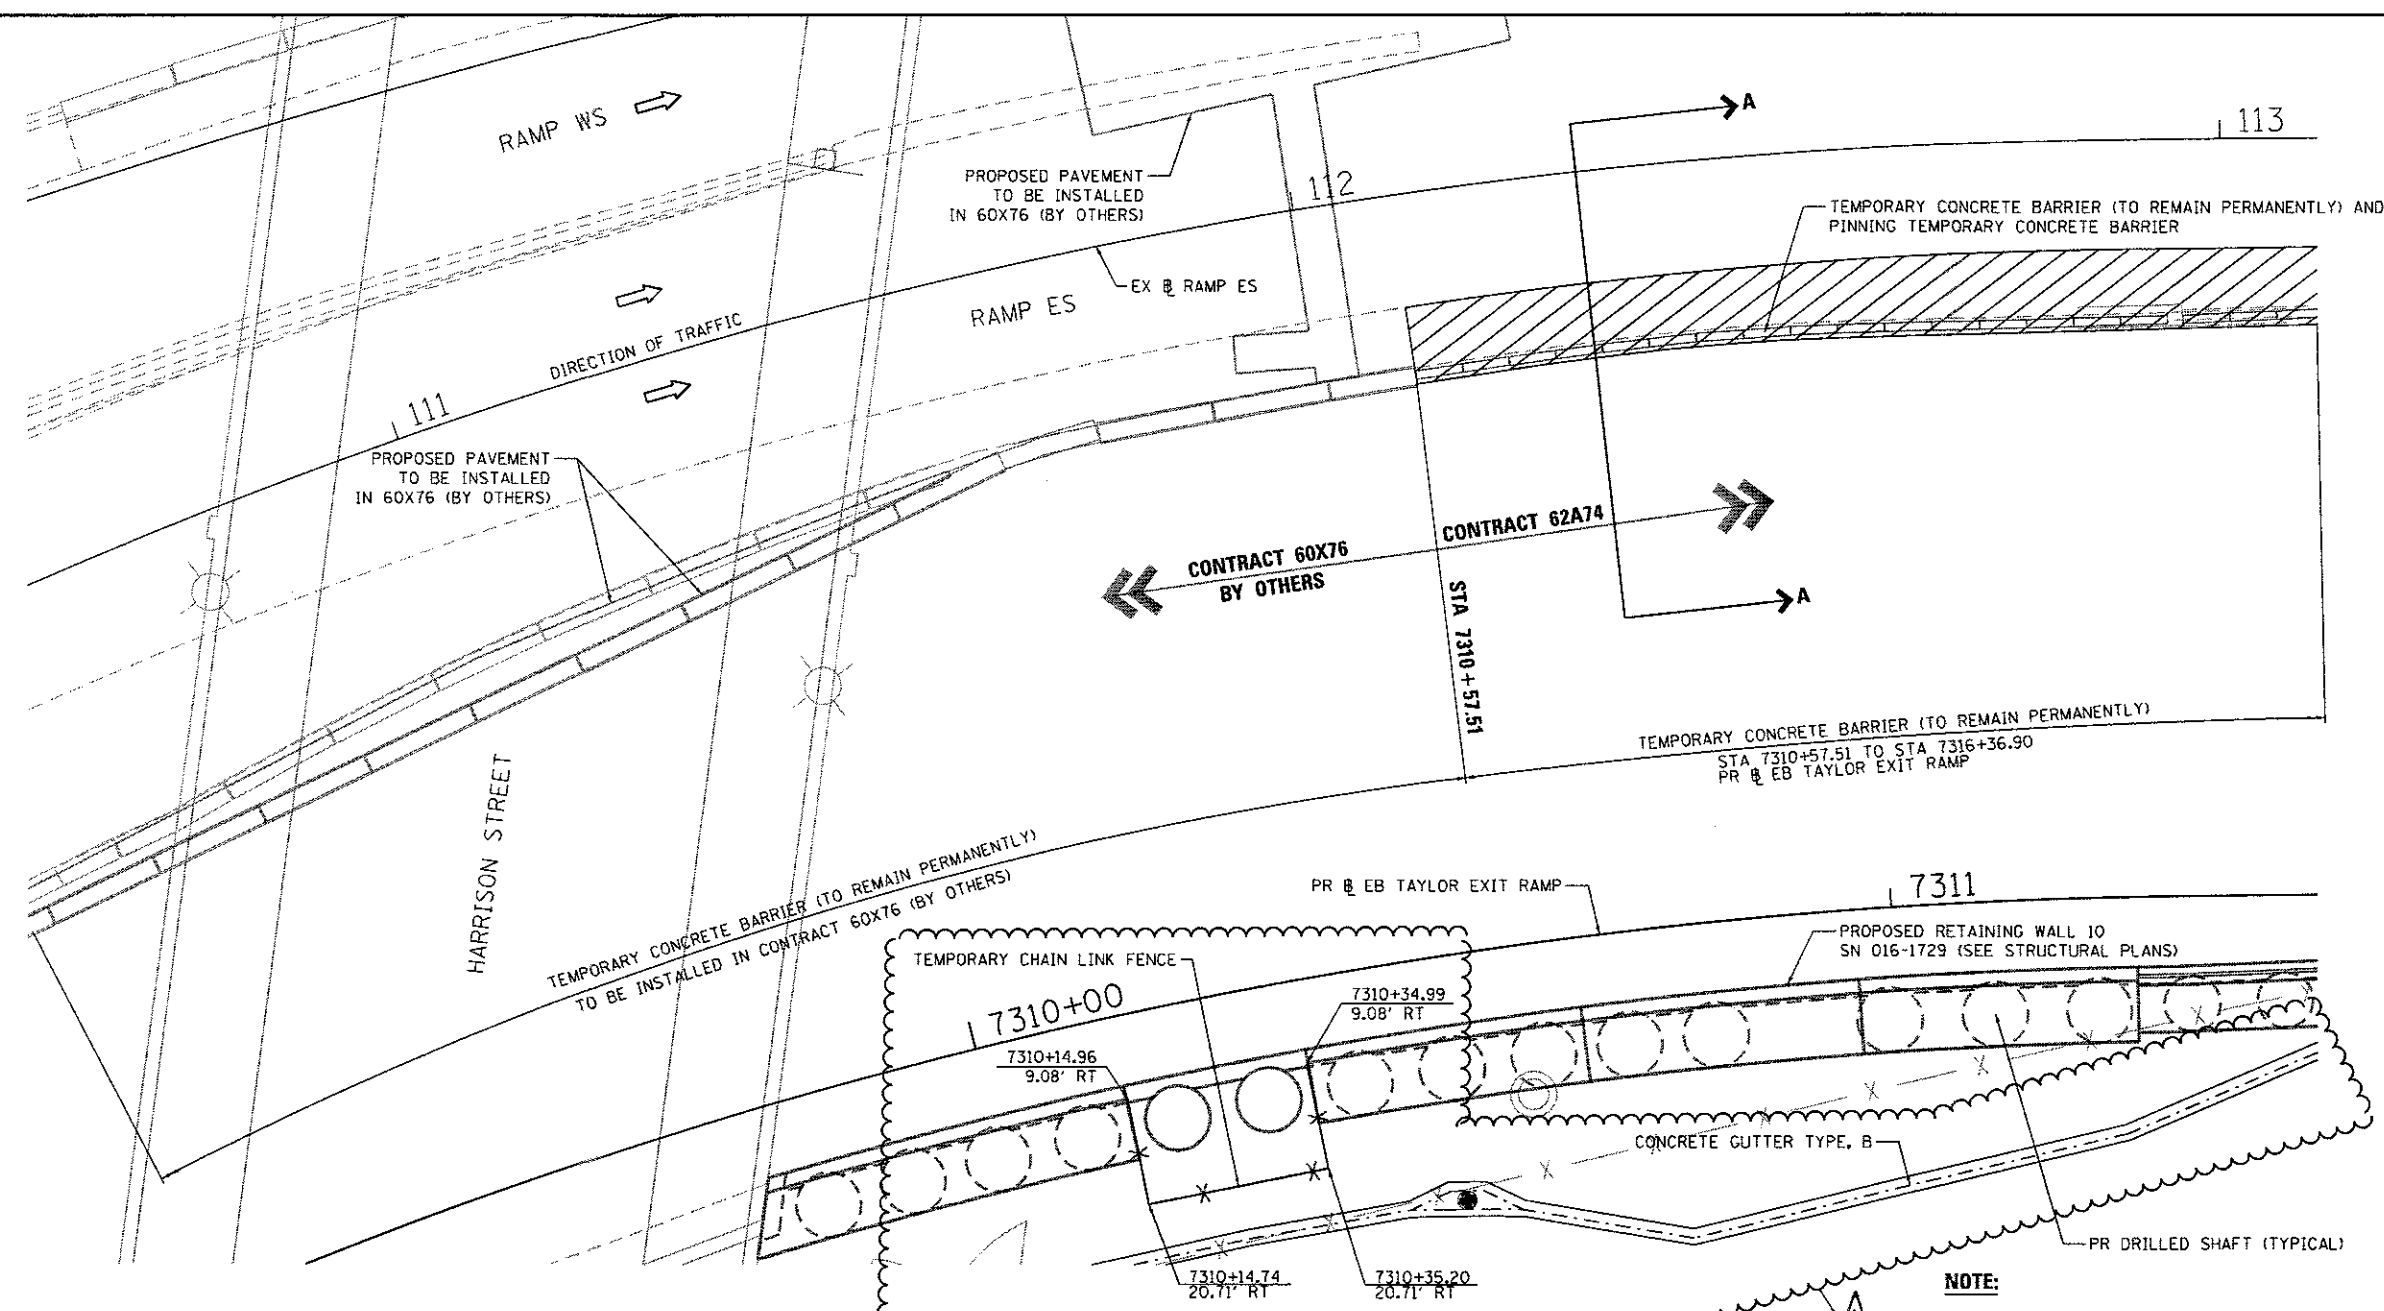 RAMP WS
A
113
PROPOSED PAVEMENT
TO BE INSTALLED
IN 60X76 (BY OTHERS)
112
TEMPORARY CONCRETE BARRIER (TO REMAIN PERMANENTLY) AND
PINNING TEMPORARY CONCRETE BARRIER
EX ⅊ RAMP ES
RAMP ES
DIRECTION OF TRAFFIC
111
PROPOSED PAVEMENT
TO BE INSTALLED
IN 60X76 (BY OTHERS)
CONTRACT 62A74
CONTRACT 60X76
BY OTHERS
A
STA 7310+57.51
TEMPORARY CONCRETE BARRIER (TO REMAIN PERMANENTLY)
STA 7310+57.51 TO STA 7316+36.90
PR ⅊ EB TAYLOR EXIT RAMP
HARRISON STREET
TEMPORARY CONCRETE BARRIER (TO REMAIN PERMANENTLY)
TO BE INSTALLED IN CONTRACT 60X76 (BY OTHERS)
PR ⅊ EB TAYLOR EXIT RAMP
7311
PROPOSED RETAINING WALL 10
SN 016-1729 (SEE STRUCTURAL PLANS)
TEMPORARY CHAIN LINK FENCE
7310+00
7310+34.99
9.08' RT
7310+14.96
9.08' RT
CONCRETE GUTTER TYPE, B
PR DRILLED SHAFT (TYPICAL)
7310+14.74
20.71' RT
7310+35.20
20.71' RT
NOTE: